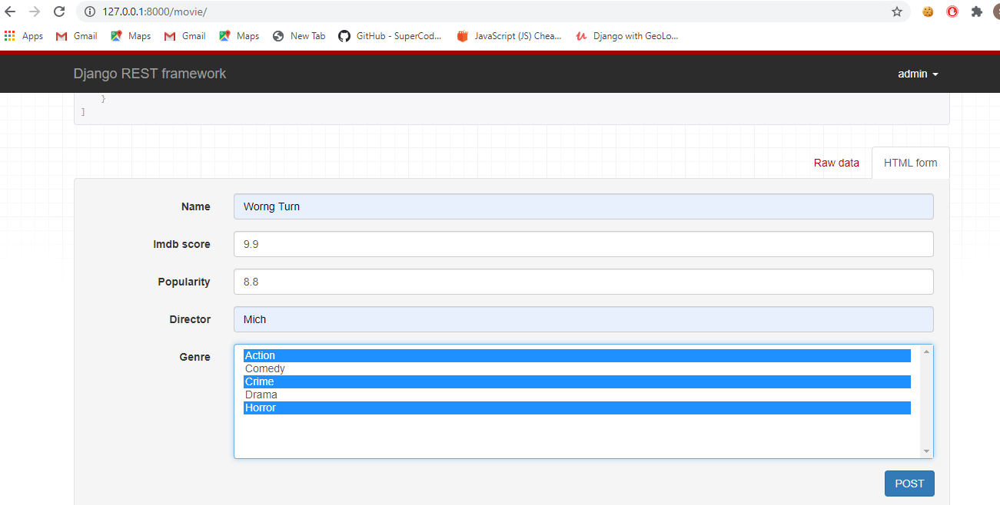 127.0.0.1:8000/movie/
Apps Gmail Maps Gmail Maps New Tab GitHub - SuperCod... JavaScript (JS) Chea... Django with GeoLo...
Django REST framework admin
}
]
Raw data HTML form
Name Worng Turn
Imdb score 9.9
Popularity 8.8
Director Mich
Genre Action
Comedy
Crime
Drama
Horror
POST